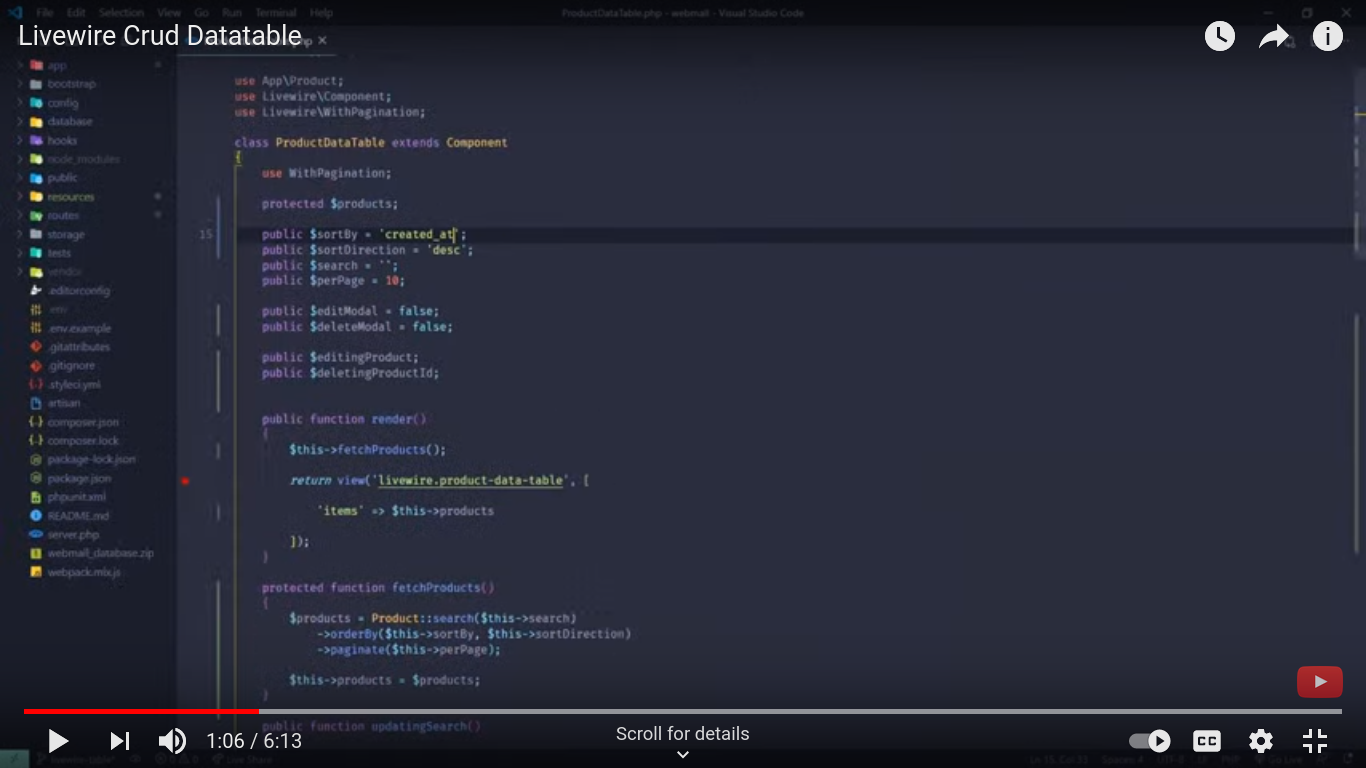 File Edit Selection View Go Run Terminal Help
ProductDataTable.php - webmall - Visual Studio Code
Livewire Crud Datatable
app
bootstrap
config
database
hooks
node_modules
public
resources
routes
storage
tests
vendor
.editorconfig
.env
.env.example
.gitattributes
.gitignore
.styleci.yml
artisan
composer.json
composer.lock
package-lock.json
package.json
phpunit.xml
README.md
server.php
webmall_database.zip
webpack.mix.js
use App\Product;
use Livewire\Component;
use Livewire\WithPagination;
class ProductDataTable extends Component
{
use WithPagination;
protected $products;
15 public $sortBy = 'created_at';
public $sortDirection = 'desc';
public $search = '';
public $perPage = 10;
public $editModal = false;
public $deleteModal = false;
public $editingProduct;
public $deletingProductId;
public function render()
{
$this->fetchProducts();
return view('livewire.product-data-table', [
'items' => $this->products
]);
}
protected function fetchProducts()
{
$products = Product::search($this->search)
->orderBy($this->sortBy, $this->sortDirection)
->paginate($this->perPage);
$this->products = $products;
}
public function updatingSearch()
Scroll for details
1:06 / 6:13
CC
Live Share